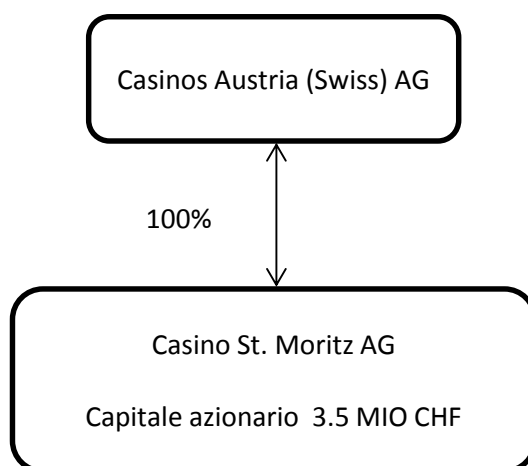 Casinos Austria (Swiss) AG
100%
Casino St. Moritz AG
Capitale azionario 3.5 MIO CHF